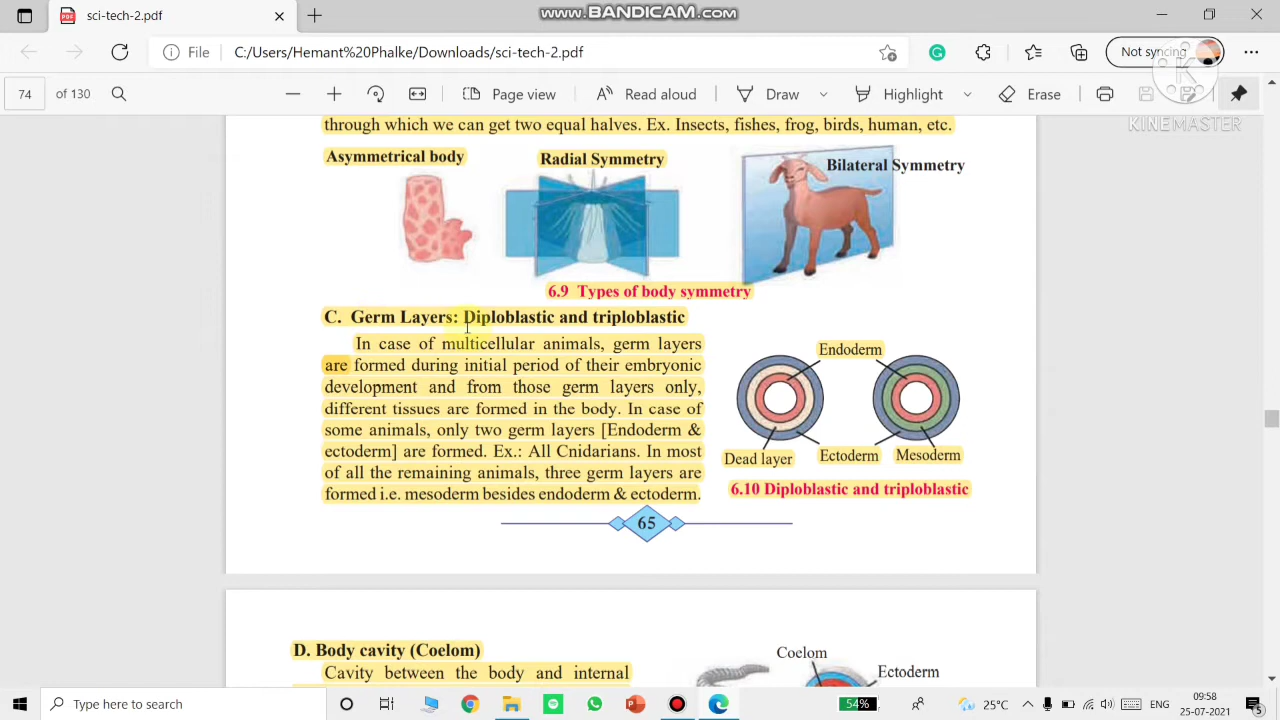 www.BANDICAM.com
sci-tech-2.pdf
File C:/Users/Hemant%20Phalke/Downloads/sci-tech-2.pdf
Not syncing
74 of 130
Page view
Read aloud
Draw
Highlight
Erase
KINEMASTER
through which we can get two equal halves. Ex. Insects, fishes, frog, birds, human, etc.
Asymmetrical body
Radial Symmetry
Bilateral Symmetry
6.9 Types of body symmetry
C. Germ Layers: Diploblastic and triploblastic
In case of multicellular animals, germ layers
are formed during initial period of their embryonic
development and from those germ layers only,
different tissues are formed in the body. In case of
some animals, only two germ layers [Endoderm &
ectoderm] are formed. Ex.: All Cnidarians. In most
of all the remaining animals, three germ layers are
formed i.e. mesoderm besides endoderm & ectoderm.
Endoderm
Dead layer
Ectoderm
Mesoderm
6.10 Diploblastic and triploblastic
65
D. Body cavity (Coelom)
Cavity between the body and internal
Coelom
Ectoderm
Type here to search
54%
25°C
ENG
09:58
25-07-2021
5